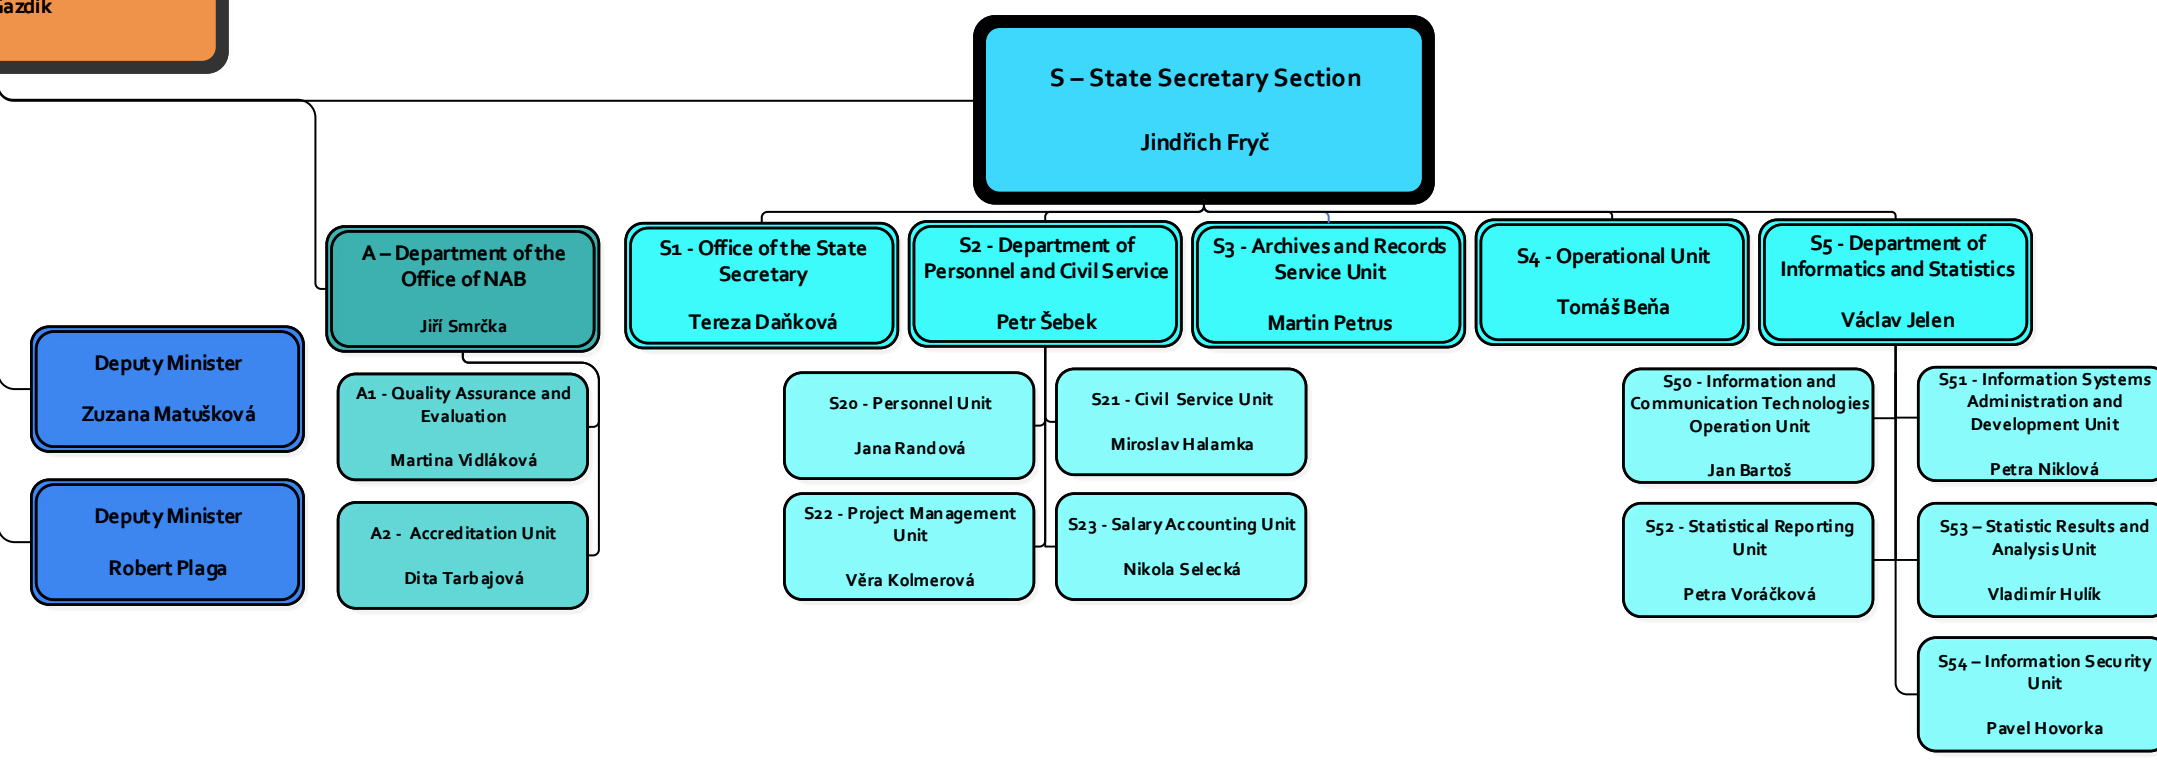 S – State Secretary Section
Jindřich Fryč
A – Department of the
Office of NAB
Jiří Smrčka
S1 - Office of the State
Secretary
Tereza Daňková
S2 - Department of
Personnel and Civil Service
Petr Šebek
S3 - Archives and Records
Service Unit
Martin Petrus
S4 - Operational Unit
Tomáš Beňa
S5 - Department of
Informatics and Statistics
Václav Jelen
Deputy Minister
Zuzana Matušková
Deputy Minister
Robert Plaga
A1 - Quality Assurance and
Evaluation
Martina Vidláková
A2 - Accreditation Unit
Dita Tarbajová
S20 - Personnel Unit
Jana Randová
S21 - Civil Service Unit
Miroslav Halamka
S22 - Project Management
Unit
Věra Kolmerová
S23 - Salary Accounting Unit
Nikola Selecká
S50 - Information and
Communication Technologies
Operation Unit
Jan Bartoš
S51 - Information Systems
Administration and
Development Unit
Petra Niklová
S52 - Statistical Reporting
Unit
Petra Voráčková
S53 – Statistic Results and
Analysis Unit
Vladimír Hulík
S54 – Information Security
Unit
Pavel Hovorka